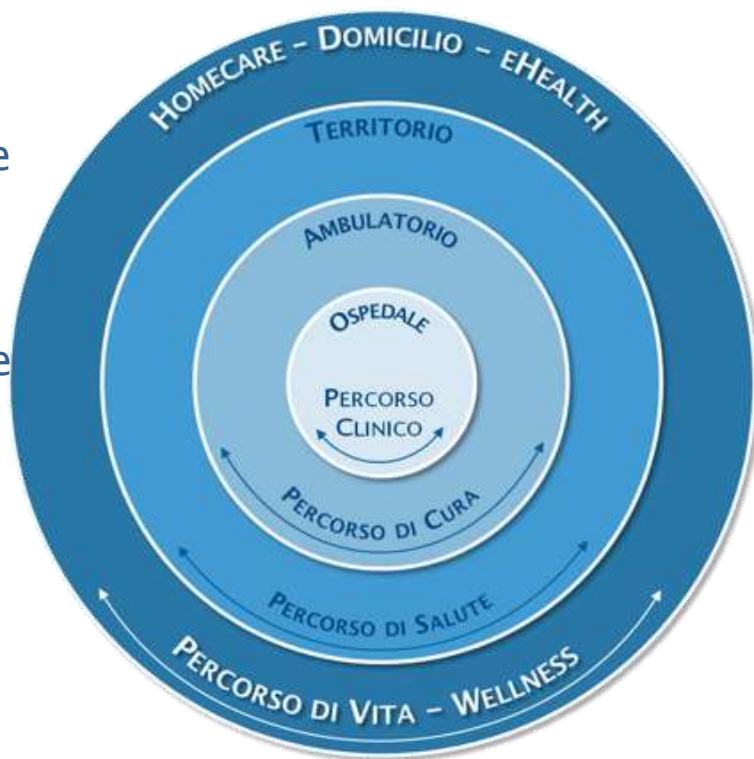 HOMECARE – DOMICILIO – EHEALTH
TERRITORIO
e
AMBULATORIO
OSPEDALE
e
PERCORSO
CLINICO
PERCORSO DI CURA
PERCORSO DI SALUTE
PERCORSO DI VITA – WELLNESS